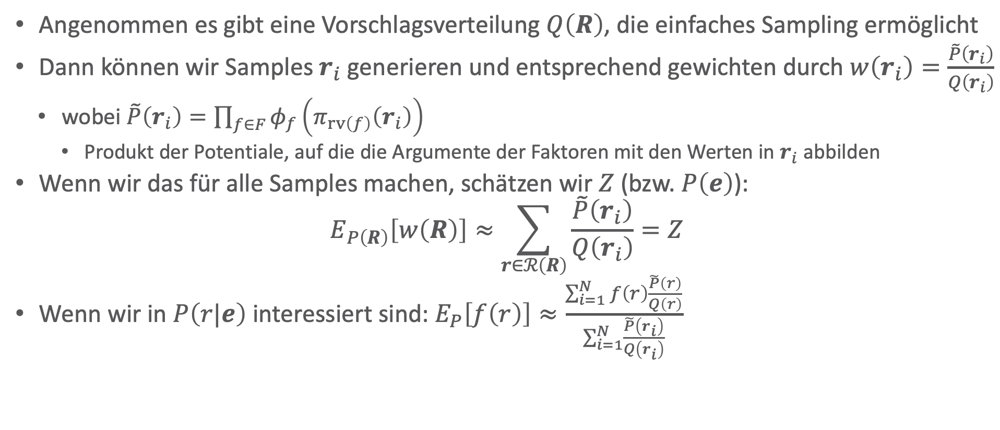 • Angenommen es gibt eine Vorschlagsverteilung Q(R), die einfaches Sampling ermöglicht
• Dann können wir Samples r_i generieren und entsprechend gewichten durch w(r_i) = P̃(r_i)/Q(r_i)
• wobei P̃(r_i) = ∏_{f∈F} ϕ_f (π_{rv(f)}(r_i))
• Produkt der Potentiale, auf die die Argumente der Faktoren mit den Werten in r_i abbilden
• Wenn wir das für alle Samples machen, schätzen wir Z (bzw. P(e)):
E_{P(R)}[w(R)] ≈ ∑_{r∈ℛ(R)} P̃(r_i)/Q(r_i) = Z
• Wenn wir in P(r|e) interessiert sind: E_P[f(r)] ≈ (∑_{i=1}^{N} f(r) P̃(r)/Q(r)) / (∑_{i=1}^{N} P̃(r_i)/Q(r_i))